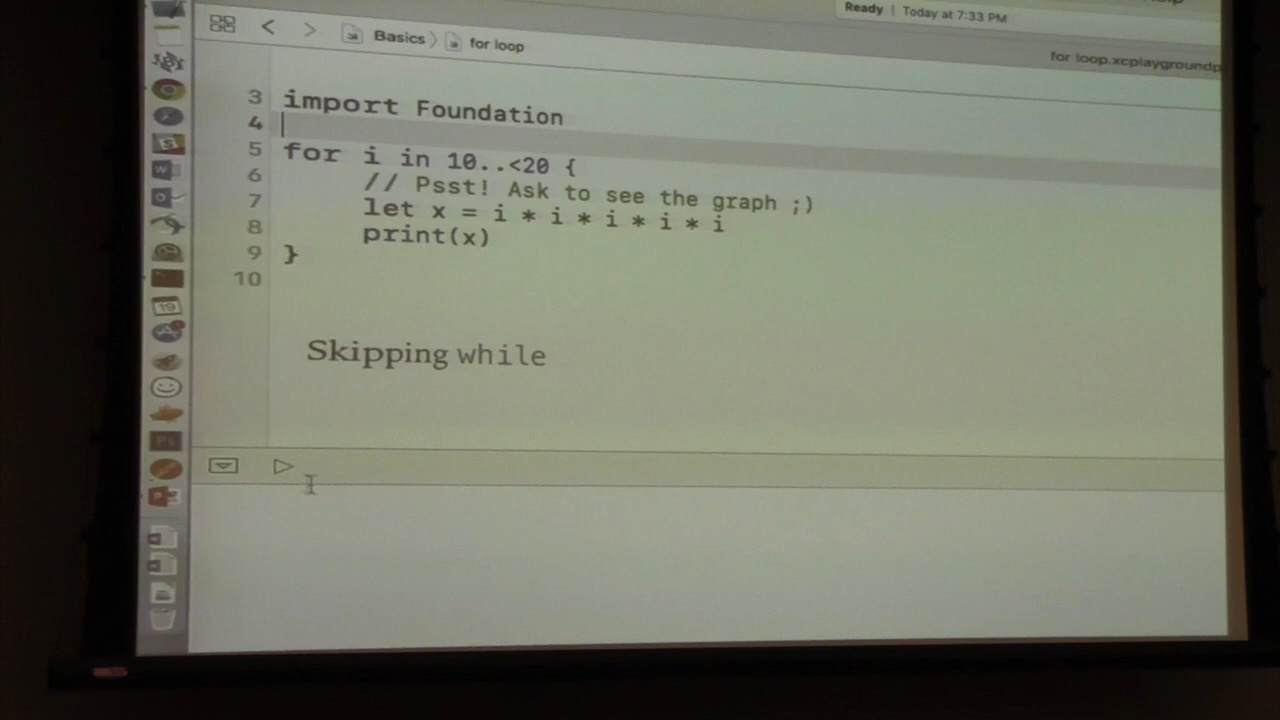 Ready | Today at 7:33 PM
Basics 〉 for loop
for loop.xcplaygroundp
3 import Foundation
4
5 for i in 10..<20 {
6 // Psst! Ask to see the graph ;)
7 let x = i * i * i * i * i
8 print(x)
9 }
10
Skipping while
19